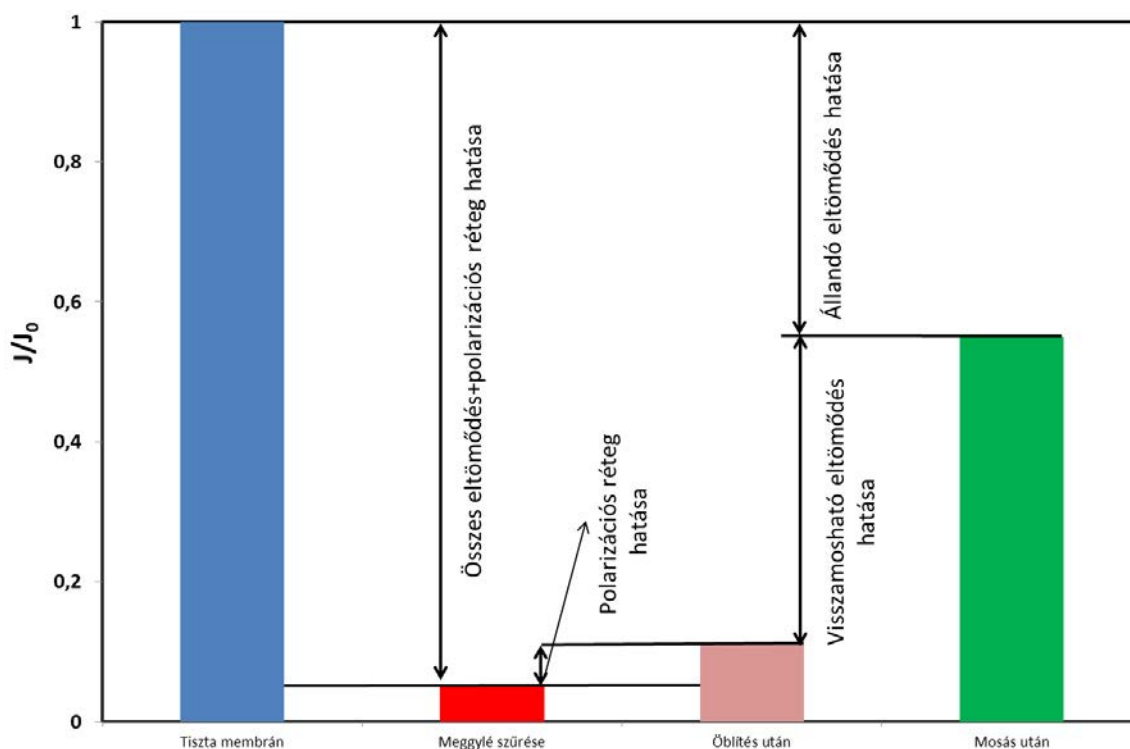 1
0,8
0,6
0,4
0,2
0
J/J0
Összes eltömődés+polarizációs réteg hatása
Polarizációs réteg
hatása
Állandó eltömődés hatása
Visszamosható eltömődés
hatása
Tiszta membrán
Meggylé szűrése
Öblítés után
Mosás után